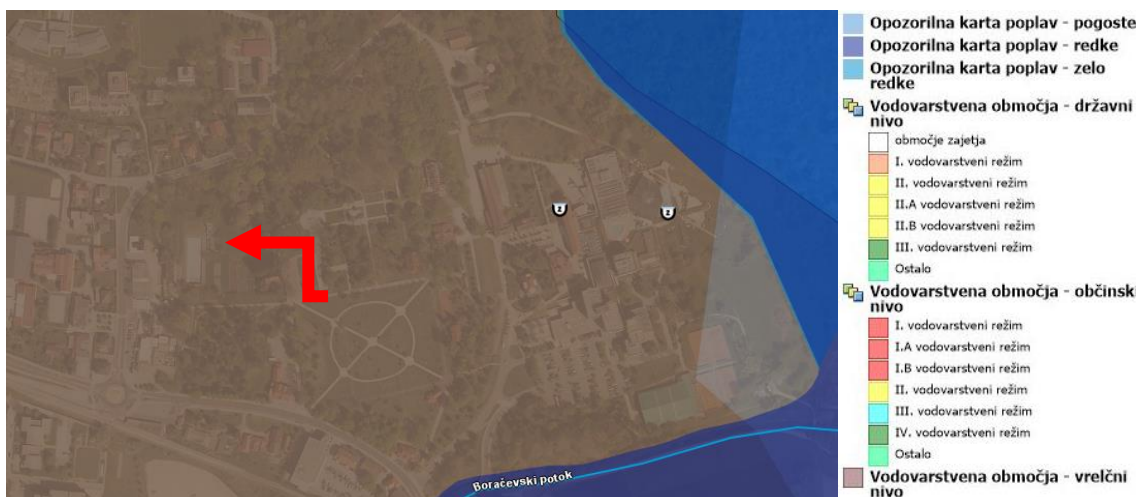 Opozorilna karta poplav - pogoste
Opozorilna karta poplav - redke
Opozorilna karta poplav - zelo
redke
Vodovarstvena območja - državni
nivo
območje zajetja
I. vodovarstveni režim
II. vodovarstveni režim
II.A vodovarstveni režim
II.B vodovarstveni režim
III. vodovarstveni režim
Ostalo
Vodovarstvena območja - občinski
nivo
I. vodovarstveni režim
I.A vodovarstveni režim
I.B vodovarstveni režim
II. vodovarstveni režim
III. vodovarstveni režim
IV. vodovarstveni režim
Ostalo
Vodovarstvena območja - vrelčni
nivo
z
z
Boračevski potok